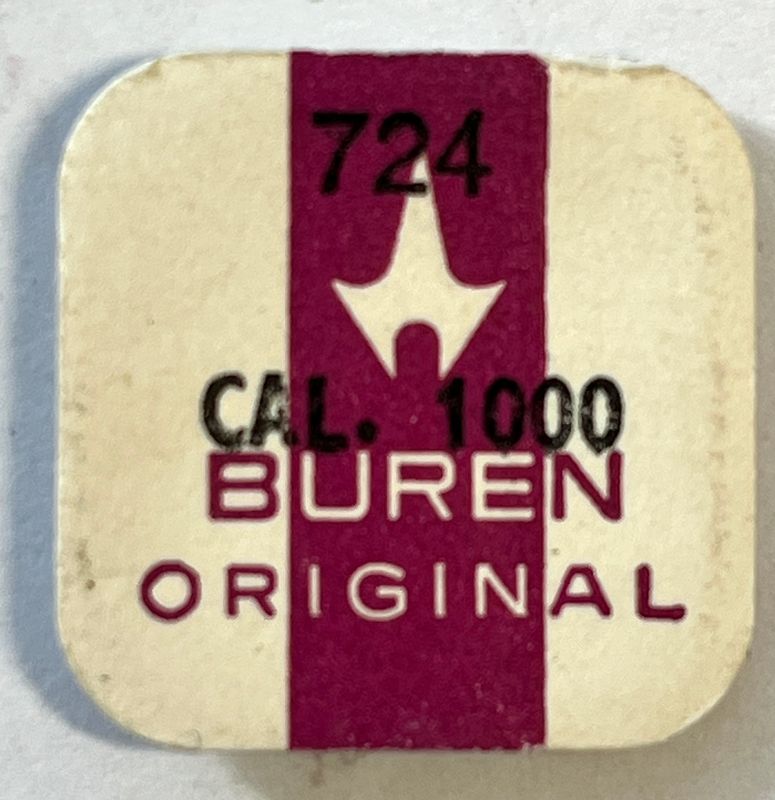 724
CAL. 1000
BUREN
ORIGINAL